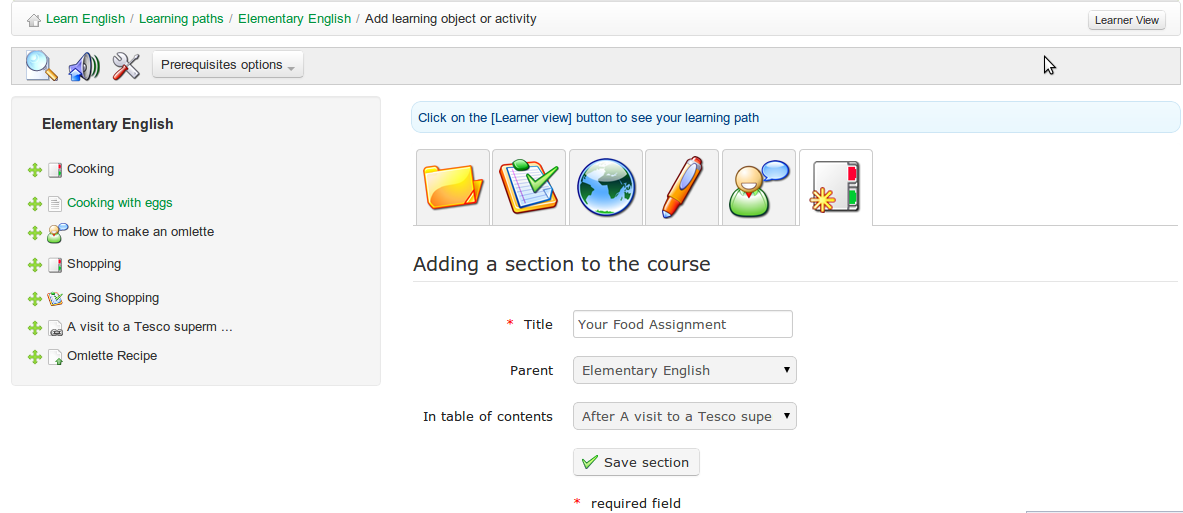 Learn English / Learning paths / Elementary English / Add learning object or activity
Learner View
Prerequisites options
Elementary English
Cooking
Cooking with eggs
How to make an omlette
Shopping
Going Shopping
A visit to a Tesco superm ...
Omlette Recipe
Click on the [Learner view] button to see your learning path
Adding a section to the course
* Title Your Food Assignment
Parent Elementary English
In table of contents After A visit to a Tesco supe
Save section
* required field